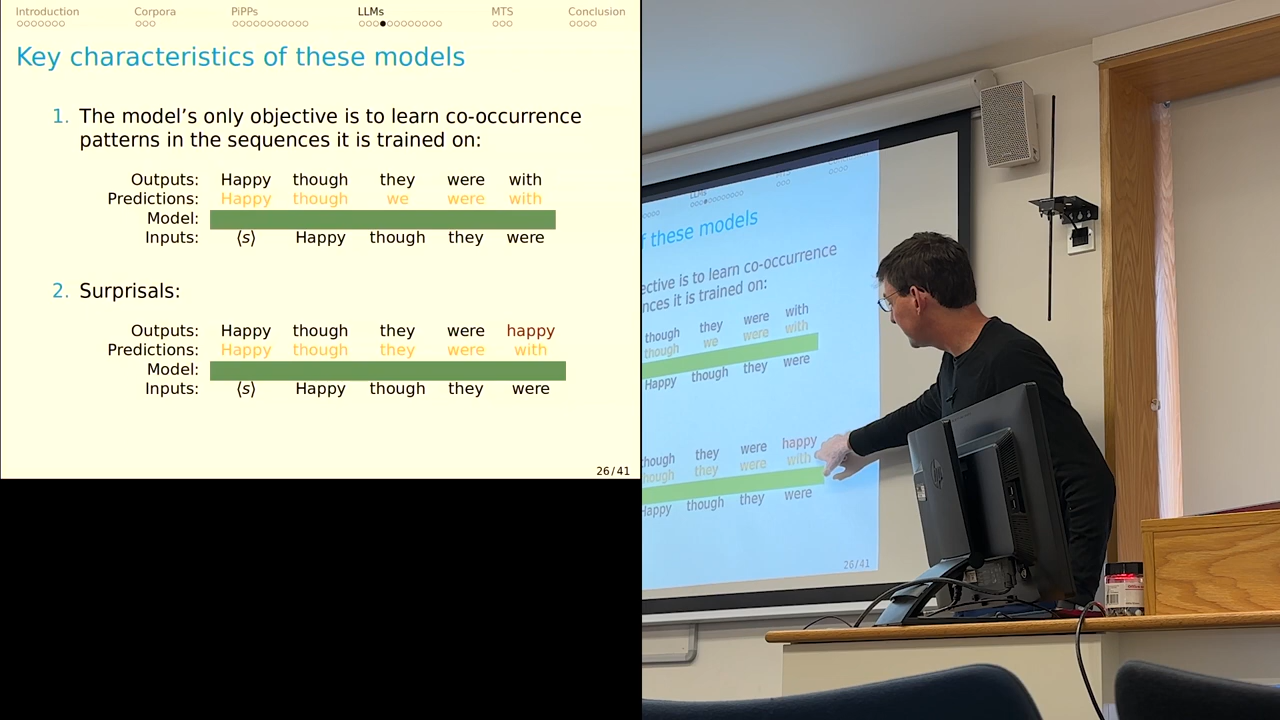 Introduction Corpora PiPPs LLMs MTS Conclusion
Key characteristics of these models
1. The model's only objective is to learn co-occurrence
patterns in the sequences it is trained on:
Outputs: Happy though they were with
Predictions: Happy though we were with
Model:
Inputs: ⟨s⟩ Happy though they were
2. Surprisals:
Outputs: Happy though they were happy
Predictions: Happy though they were with
Model:
Inputs: ⟨s⟩ Happy though they were
26/41
LLMs
f these models
ective is to learn co-occurrence
nces it is trained on:
though they were with
though we were with
Happy though they were
though they were happy
hough they were with
Happy though they were
26/41